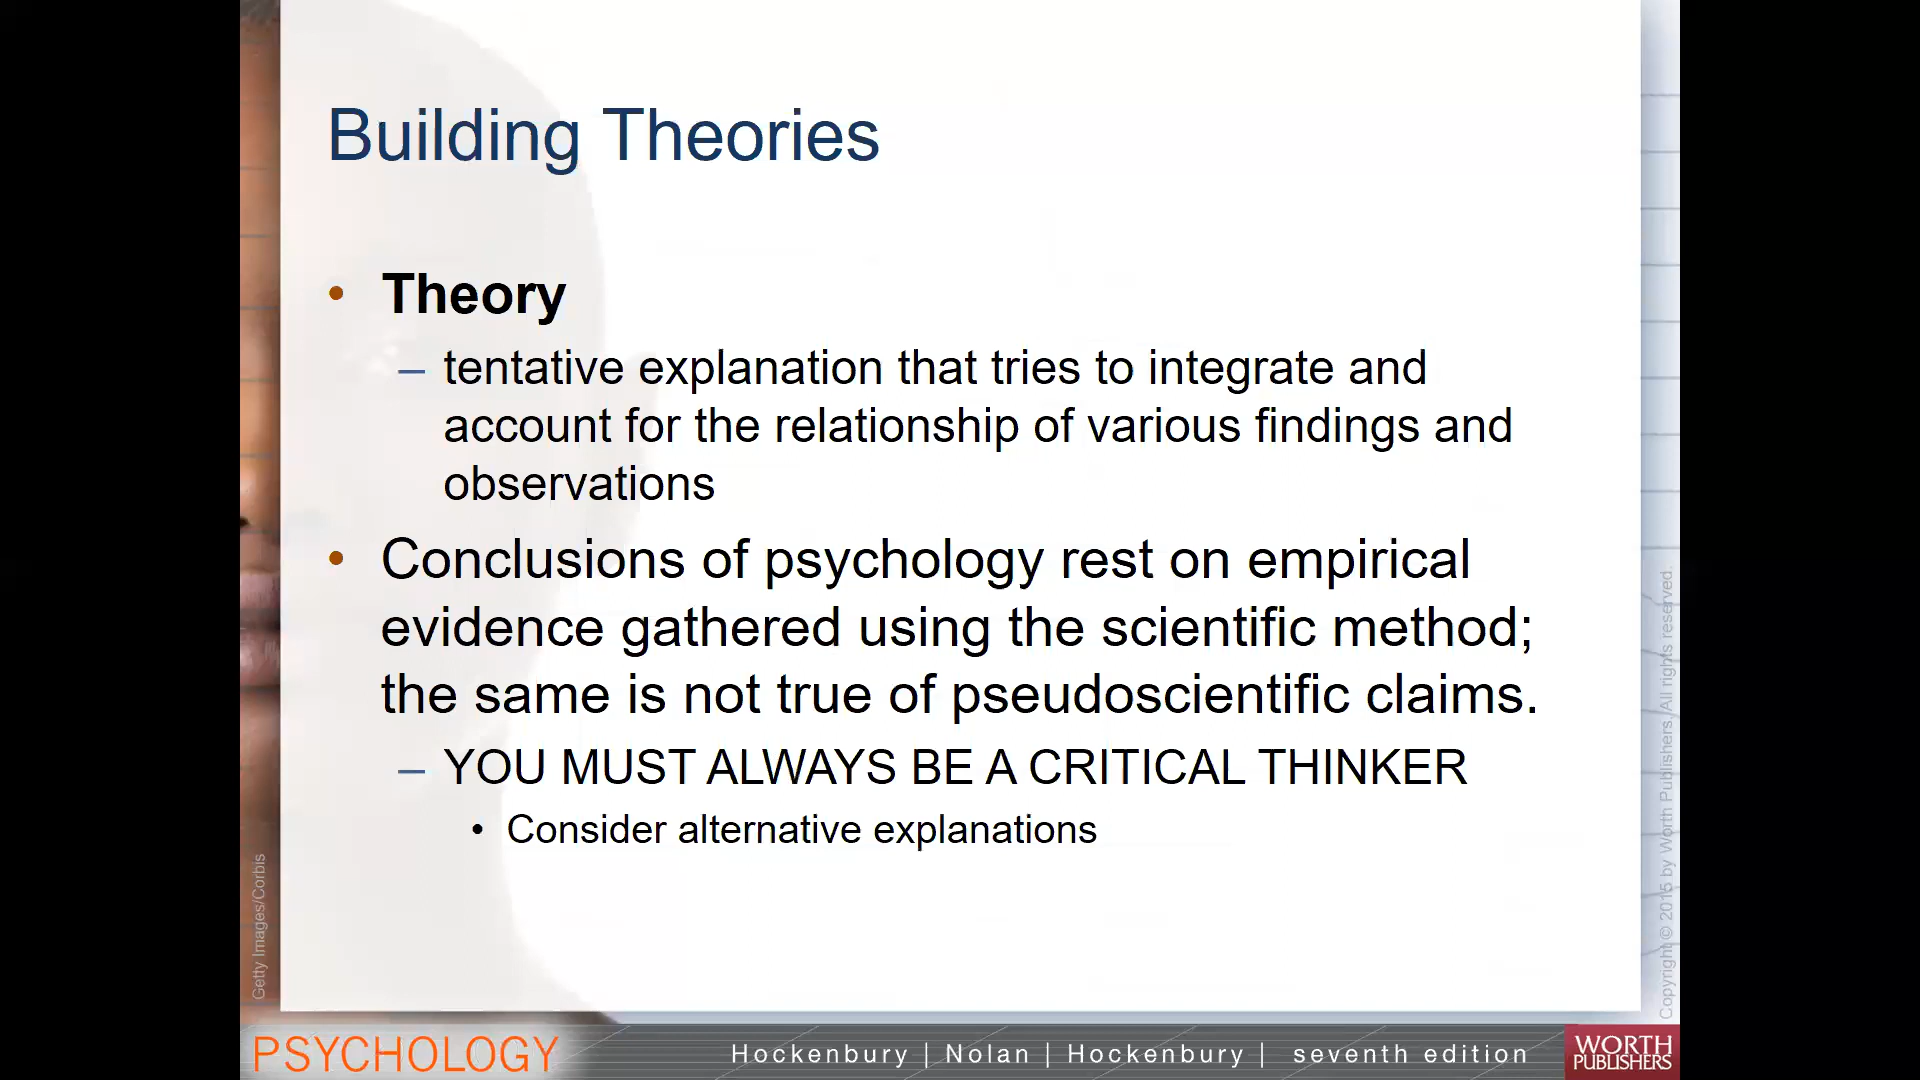 Building Theories
• Theory
– tentative explanation that tries to integrate and
account for the relationship of various findings and
observations
• Conclusions of psychology rest on empirical
evidence gathered using the scientific method;
the same is not true of pseudoscientific claims.
– YOU MUST ALWAYS BE A CRITICAL THINKER
• Consider alternative explanations
Getty Images/Corbis
Copyright © 2015 by Worth Publishers. All rights reserved.
PSYCHOLOGY
Hockenbury | Nolan | Hockenbury | seventh edition
WORTH
PUBLISHERS